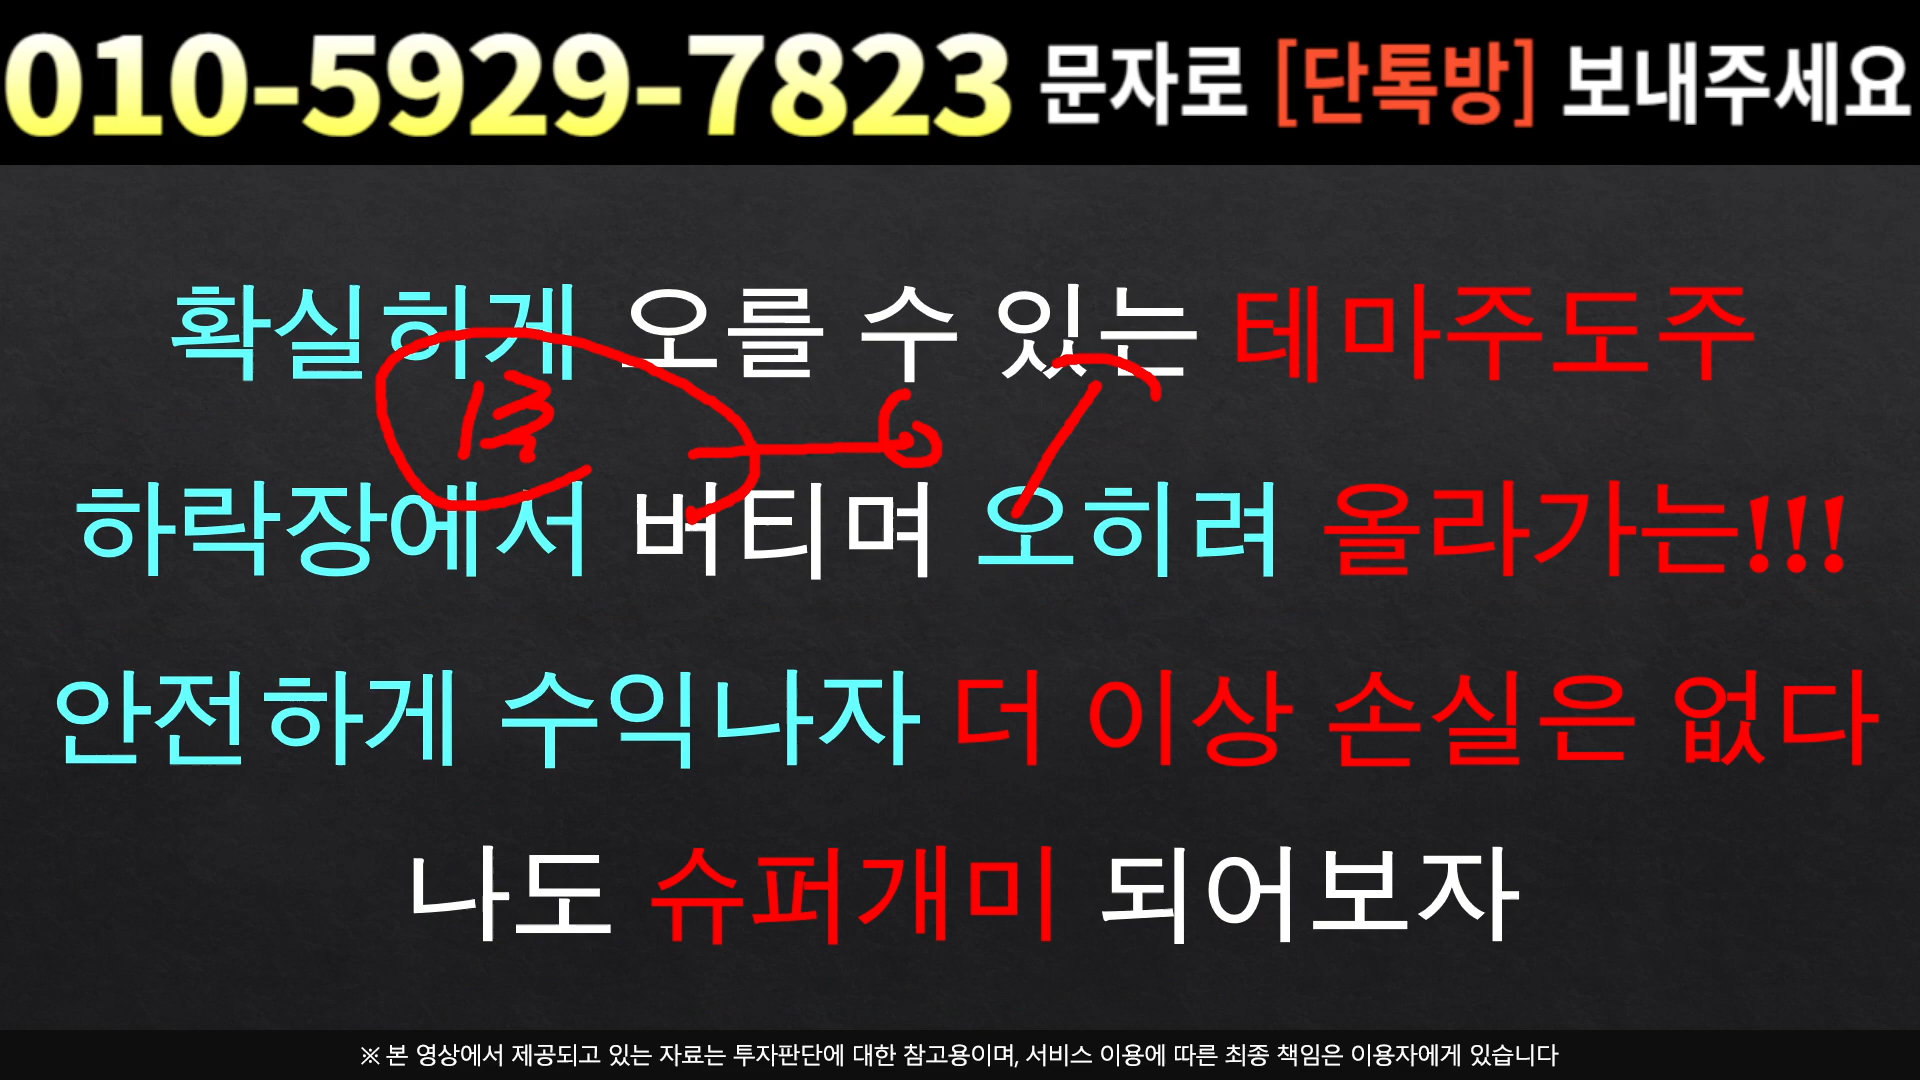 010-5929-7823 문자로 [단톡방] 보내주세요
확실하게 오를 수 있는 테마주도주
하락장에서 버티며 오히려 올라가는!!!
안전하게 수익나자 더 이상 손실은 없다
나도 슈퍼개미 되어보자
※ 본 영상에서 제공되고 있는 자료는 투자판단에 대한 참고용이며, 서비스 이용에 따른 최종 책임은 이용자에게 있습니다